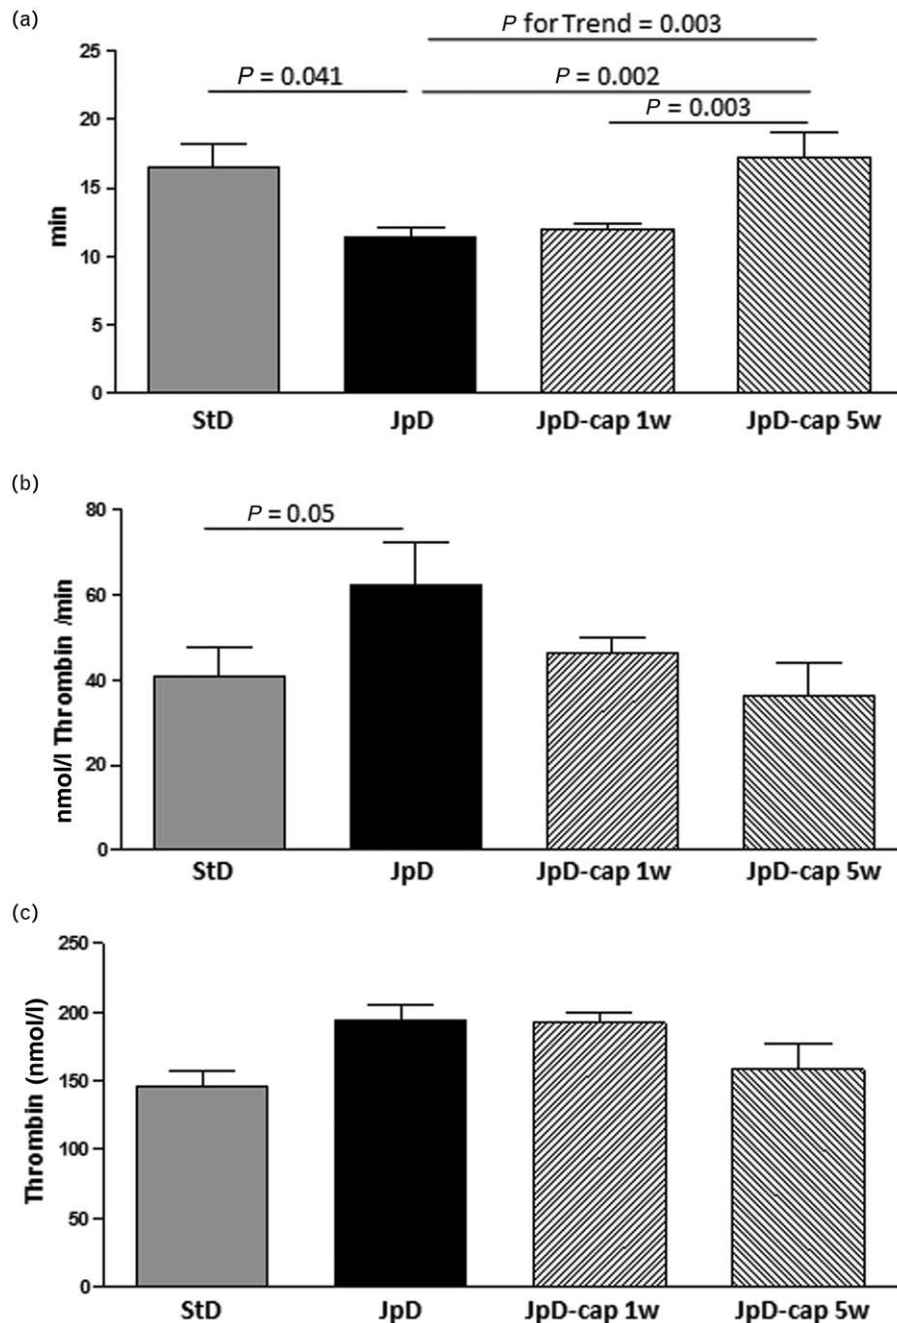 (a)
P for Trend = 0.003
25
P = 0.041
P = 0.002
20
P = 0.003
15
min
10
5
0
StD JpD JpD-cap 1w JpD-cap 5w
(b)
80
P = 0.05
60
nmol/l Thrombin /min
40
20
0
StD JpD JpD-cap 1w JpD-cap 5w
(c)
250
200
150
Thrombin (nmol/l)
100
50
0
StD JpD JpD-cap 1w JpD-cap 5w